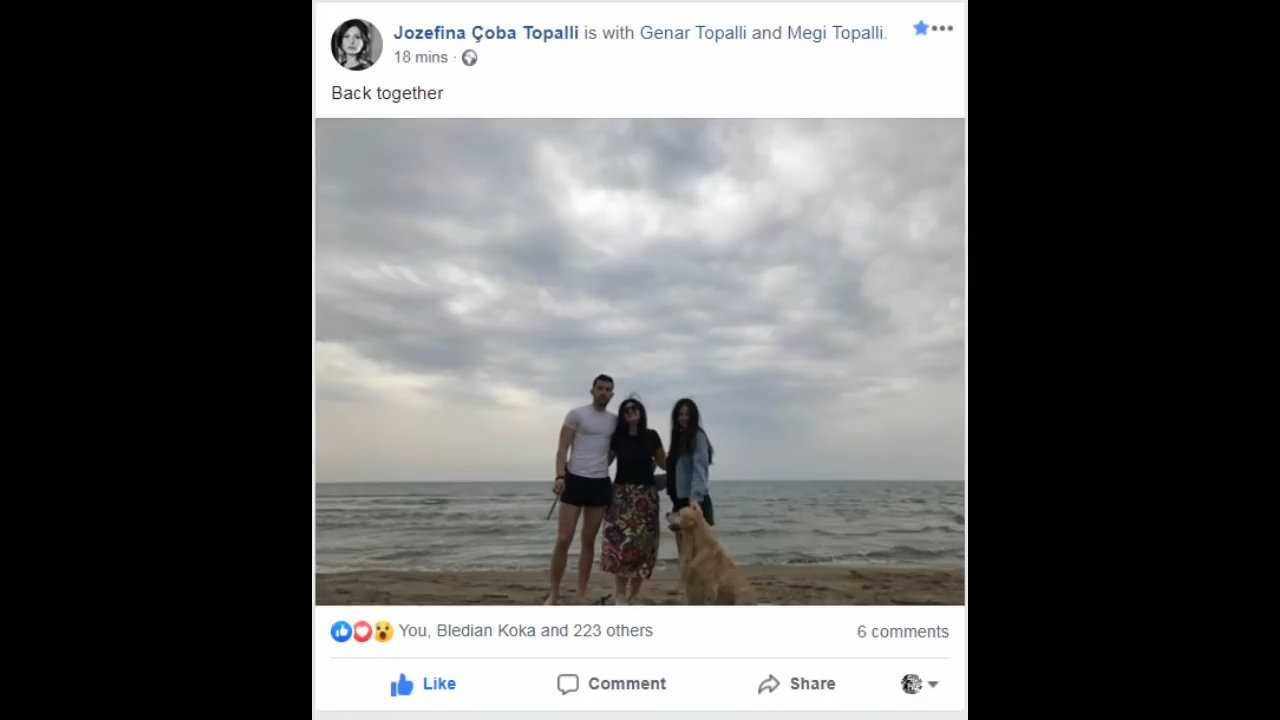 Jozefina Çoba Topalli is with Genar Topalli and Megi Topalli.
18 mins ·
Back together
You, Bledian Koka and 223 others
6 comments
Like
Comment
Share